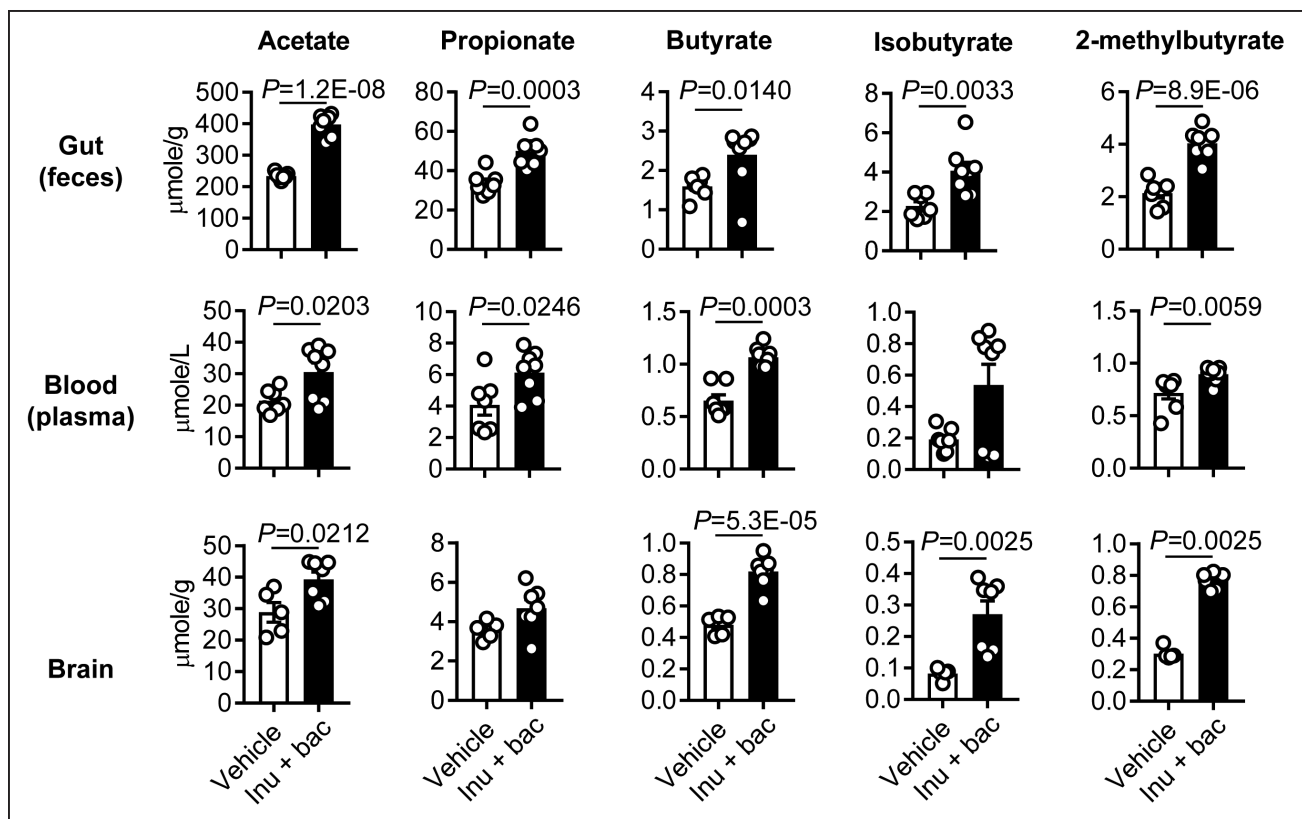 Acetate Propionate Butyrate Isobutyrate 2-methylbutyrate
Gut
(feces)
μmole/g
P=1.2E-08
500
400
300
200
100
0
P=0.0003
80
60
40
20
0
P=0.0140
4
3
2
1
0
P=0.0033
8
6
4
2
0
P=8.9E-06
6
4
2
0
Blood
(plasma)
μmole/L
P=0.0203
50
40
30
20
10
0
P=0.0246
10
8
6
4
2
0
P=0.0003
1.5
1.0
0.5
0.0
1.0
0.8
0.6
0.4
0.2
0.0
P=0.0059
1.5
1.0
0.5
0.0
Brain
μmole/g
P=0.0212
50
40
30
20
10
0
8
6
4
2
0
P=5.3E-05
1.0
0.8
0.6
0.4
0.2
0.0
P=0.0025
0.5
0.4
0.3
0.2
0.1
0.0
P=0.0025
1.0
0.8
0.6
0.4
0.2
0.0
Vehicle
Inu + bac
Vehicle
Inu + bac
Vehicle
Inu + bac
Vehicle
Inu + bac
Vehicle
Inu + bac